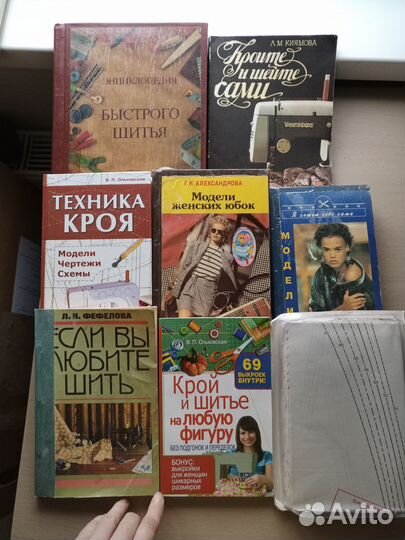 ЭНЦИКЛОПЕДИЯ
БЫСТРОГО
ШИТЬЯ
Л.М. КИЯМОВА
Кроите
и шейте
сами
Veritas
В. П. Ольховская
ТЕХНИКА
КРОЯ
Модели
Чертежи
Схемы
Г. Н. АЛЕКСАНДРОВА
Модели
женских юбок
Я сошью себе сама
МОДЕЛИ
Л. Н. ФЕФЕЛОВА
ЕСЛИ ВЫ
ЛЮБИТЕ
ШИТЬ
В. П. Ольховская
69
ВЫКРОЕК
ВНУТРИ!
Крой
и шитье
на любую
фигуру
БЕЗ ПОДГОНОК И ПЕРЕДЕЛОК
БОНУС:
выкройки
для женщин
шикарных
размеров
Avito